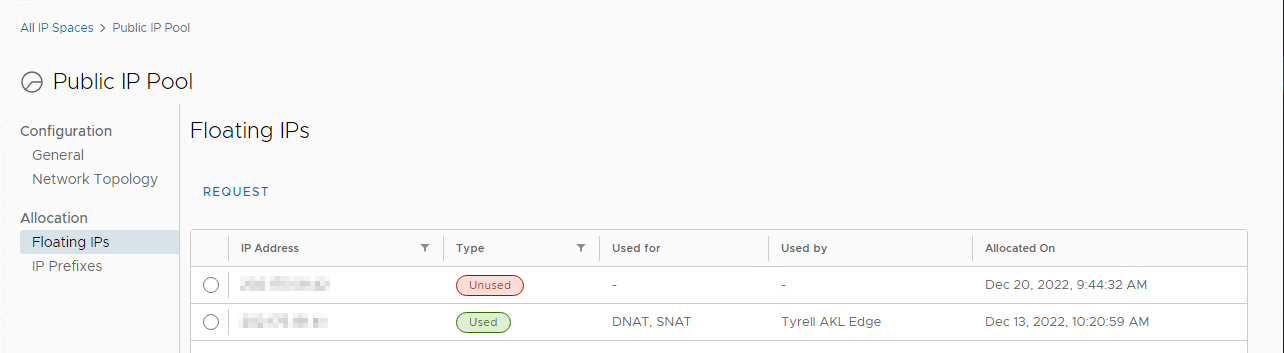 All IP Spaces > Public IP Pool
Public IP Pool
Configuration
General
Network Topology
Allocation
Floating IPs
IP Prefixes
Floating IPs
REQUEST
IP Address Type Used for Used by Allocated On
Unused - - Dec 20, 2022, 9:44:32 AM
Used DNAT, SNAT Tyrell AKL Edge Dec 13, 2022, 10:20:59 AM